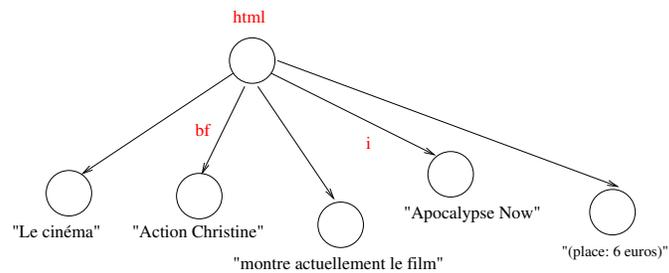 html
bf
i
"Le cinéma"
"Action Christine"
"montre actuellement le film"
"Apocalypse Now"
"(place: 6 euros)"